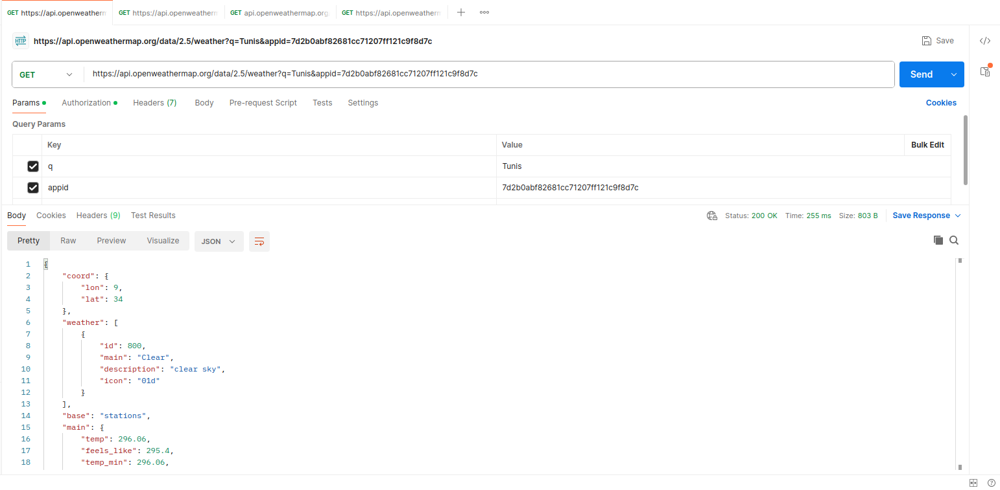 GET https://api.openweatherm GET https://api.openweatherm GET api.openweathermap.org. GET https://api.openweatherm
HTTP https://api.openweathermap.org/data/2.5/weather?q=Tunis&appid=7d2b0abf82681cc71207ff121c9f8d7c Save </>
GET https://api.openweathermap.org/data/2.5/weather?q=Tunis&appid=7d2b0abf82681cc71207ff121c9f8d7c Send
Params Authorization Headers (7) Body Pre-request Script Tests Settings Cookies
Query Params
Key Value Bulk Edit
q Tunis
appid 7d2b0abf82681cc71207ff121c9f8d7c
Body Cookies Headers (9) Test Results Status: 200 OK Time: 255 ms Size: 803 B Save Response
Pretty Raw Preview Visualize JSON
1 {
2 "coord": {
3 "lon": 9,
4 "lat": 34
5 },
6 "weather": [
7 {
8 "id": 800,
9 "main": "Clear",
10 "description": "clear sky",
11 "icon": "01d"
12 }
13 ],
14 "base": "stations",
15 "main": {
16 "temp": 296.06,
17 "feels_like": 295.4,
18 "temp_min": 296.06,